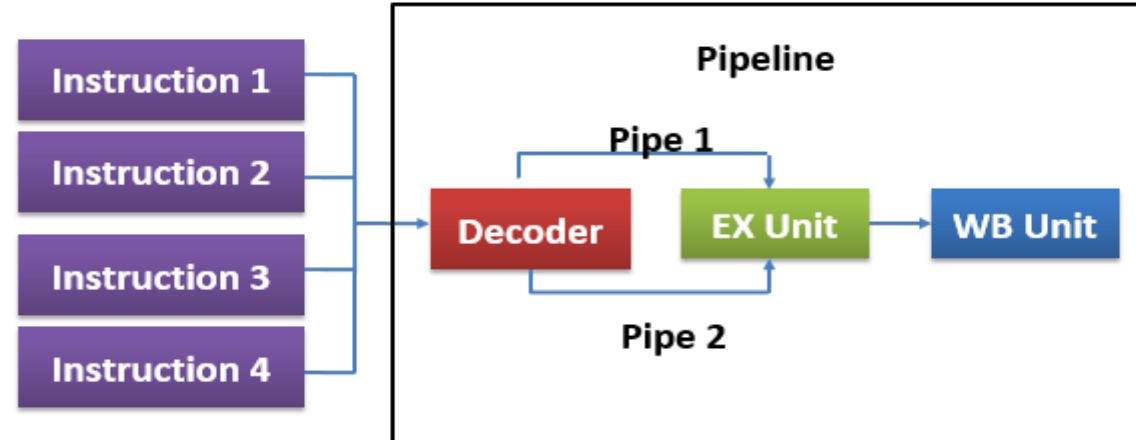 Instruction 1
Instruction 2
Instruction 3
Instruction 4
Pipeline
Pipe 1
Decoder
EX Unit
WB Unit
Pipe 2